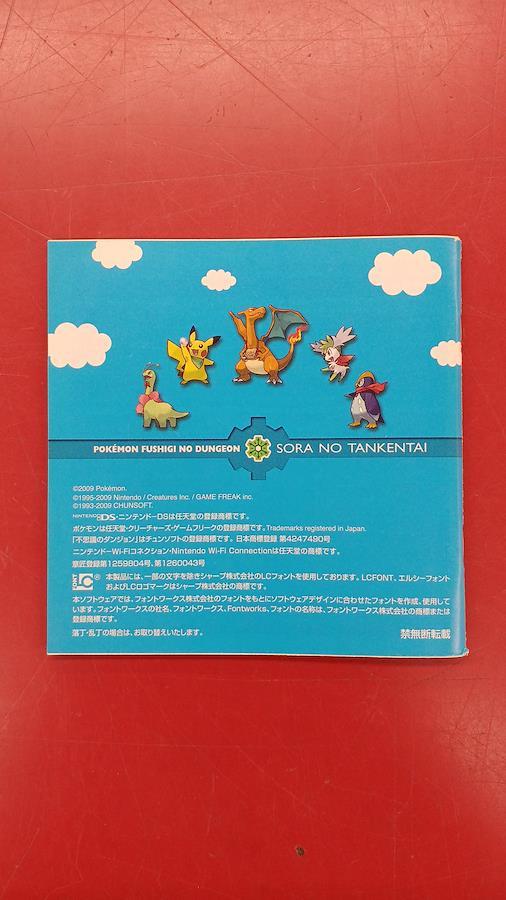 POKÉMON FUSHIGI NO DUNGEON SORA NO TANKENTAI
©2009 Pokémon.
©1995-2009 Nintendo / Creatures Inc. / GAME FREAK inc.
©1993-2009 CHUNSOFT.
NINTENDO DS・ニンテンドーDSは任天堂の登録商標です。
ポケモンは任天堂・クリーチャーズ・ゲームフリークの登録商標です。Trademarks registered in Japan.
「不思議のダンジョン」はチュンソフトの登録商標です。日本商標登録 第4247490号
ニンテンドーWi-Fiコネクション・Nintendo Wi-Fi Connectionは任天堂の商標です。
意匠登録第1259804号、第1260043号
LC FONT ® 本製品には、一部の文字を除きシャープ株式会社のLCフォントを使用しております。LCFONT、エルシーフォント
およびLCロゴマークはシャープ株式会社の商標です。
本ソフトウェアでは、フォントワークス株式会社のフォントをもとにソフトウェアデザインに合わせたフォントを作成、使用して
います。フォントワークスの社名、フォントワークス、Fontworks、フォントの名称は、フォントワークス株式会社の商標または
登録商標です。
落丁・乱丁の場合は、お取り替えいたします。 禁無断転載